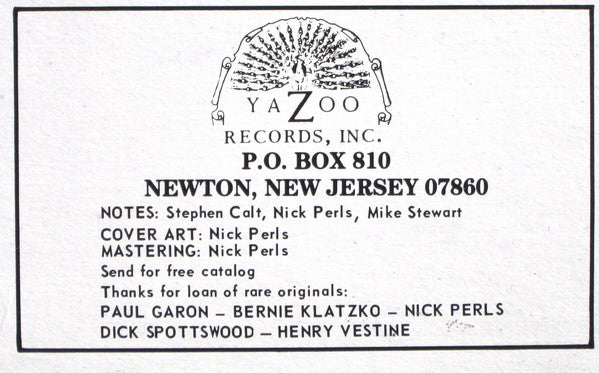 YAZOO
RECORDS, INC.
P.O. BOX 810
NEWTON, NEW JERSEY 07860
NOTES: Stephen Calt, Nick Perls, Mike Stewart
COVER ART: Nick Perls
MASTERING: Nick Perls
Send for free catalog
Thanks for loan of rare originals:
PAUL GARON – BERNIE KLATZKO – NICK PERLS
DICK SPOTTSWOOD – HENRY VESTINE